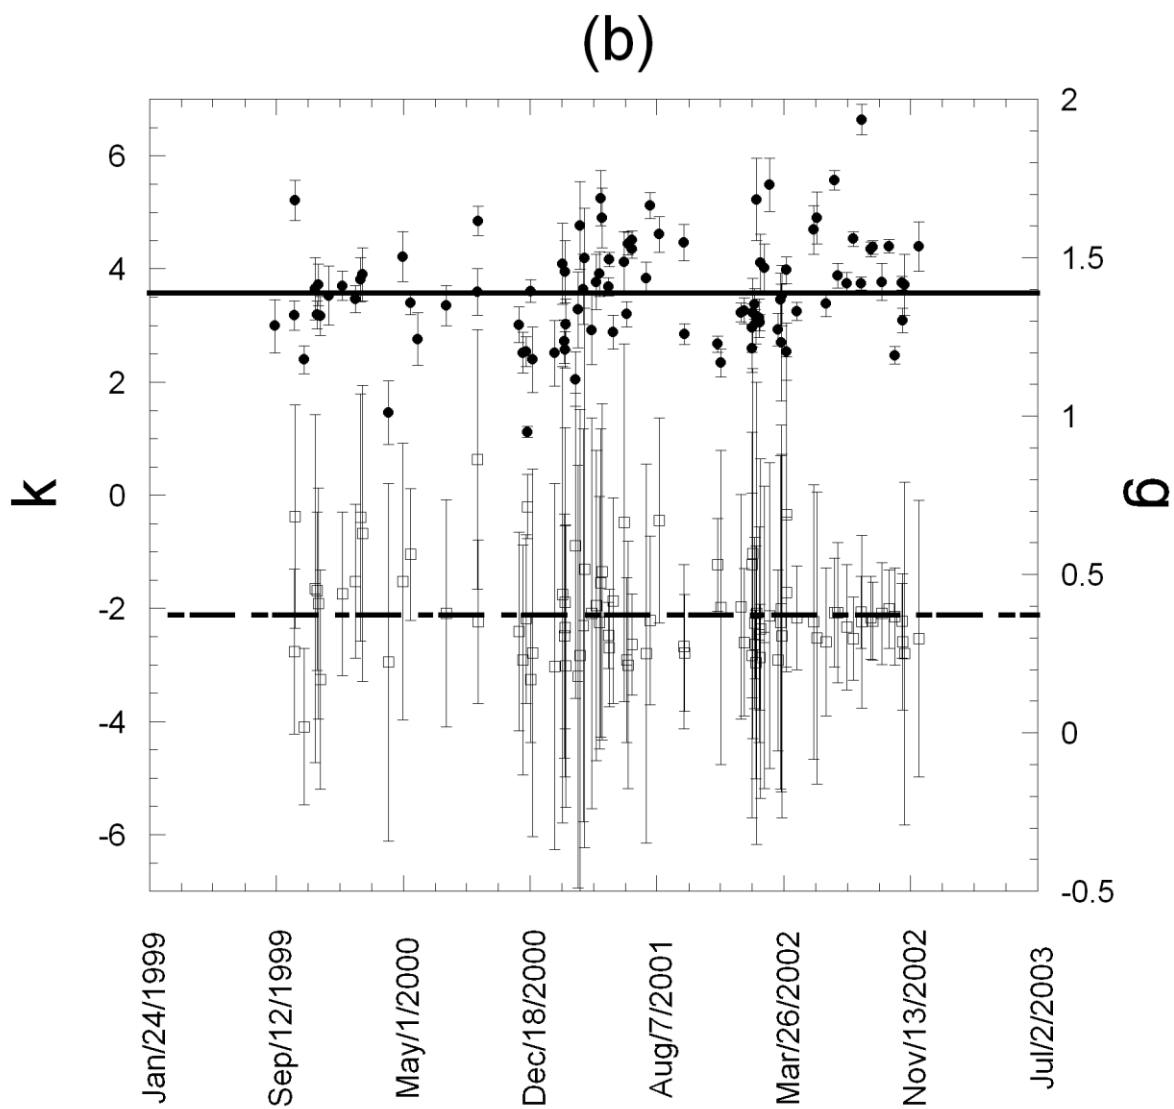 (b)
6
4
2
0
-2
-4
-6
k
2
1.5
1
0.5
0
-0.5
g
Jan/24/1999
Sep/12/1999
May/1/2000
Dec/18/2000
Aug/7/2001
Mar/26/2002
Nov/13/2002
Jul/2/2003